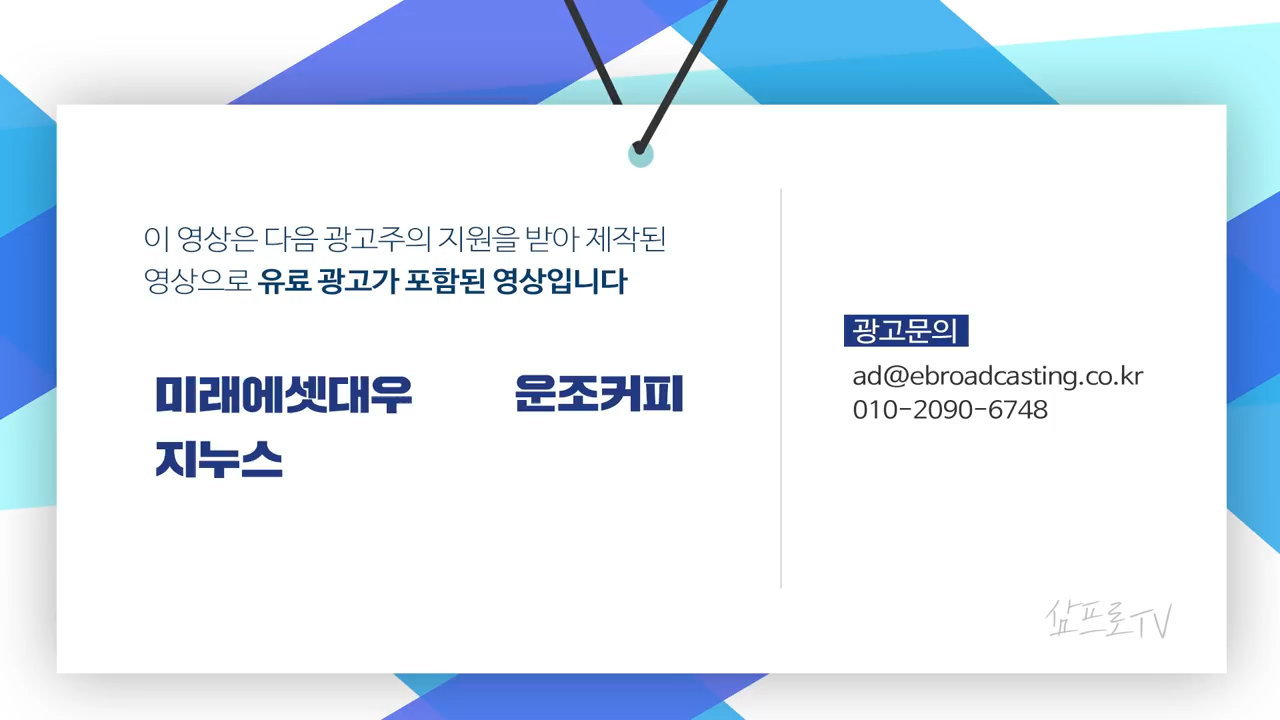 이 영상은 다음 광고주의 지원을 받아 제작된
영상으로 유료 광고가 포함된 영상입니다
미래에셋대우 운조커피
지누스
광고문의
ad@ebroadcasting.co.kr
010-2090-6748
삼프로TV